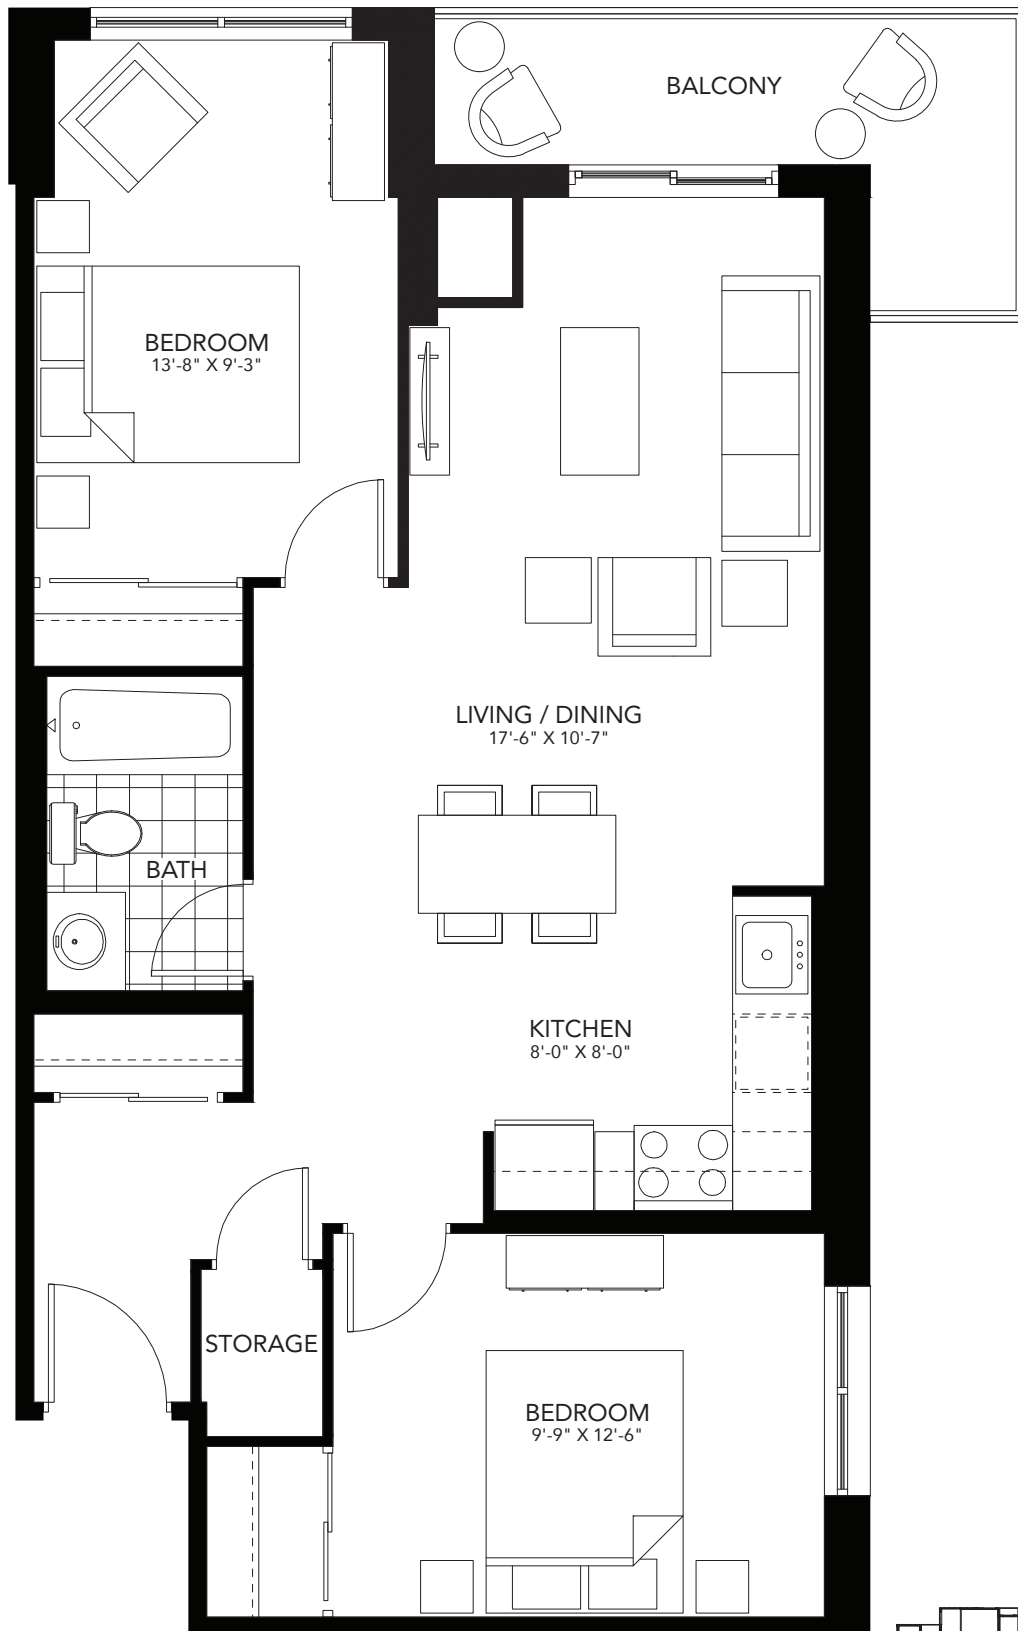 BALCONY
BEDROOM
13'-8" X 9'-3"
LIVING / DINING
17'-6" X 10'-7"
BATH
KITCHEN
8'-0" X 8'-0"
STORAGE
BEDROOM
9'-9" X 12'-6"